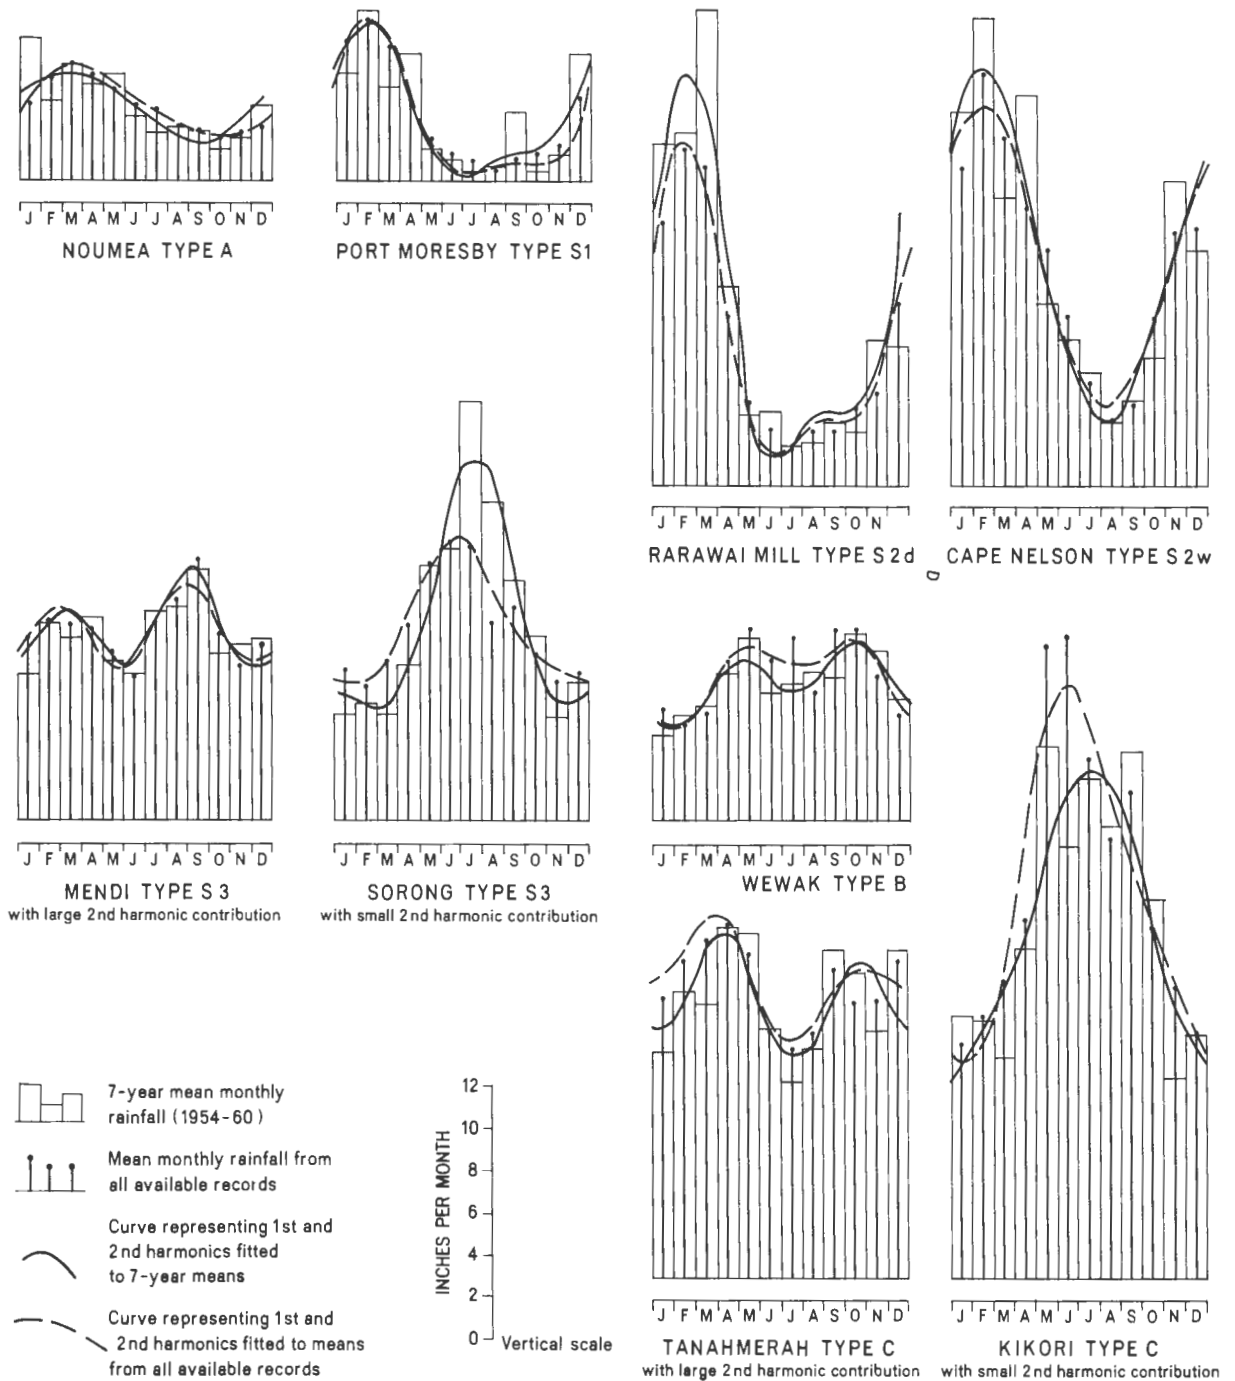 J F M A M J J A S O N D
NOUMEA TYPE A
J F M A M J J A S O N D
PORT MORESBY TYPE S1
J F M A M J J A S O N
RARAWAI MILL TYPE S2d
D
J F M A M J J A S O N D
CAPE NELSON TYPE S2w
J F M A M J J A S O N D
MENDI TYPE S3
with large 2nd harmonic contribution
J F M A M J J A S O N D
SORONG TYPE S3
with small 2nd harmonic contribution
J F M A M J J A S O N D
WEWAK TYPE B
J F M A M J J A S O N D
TANAHMERAH TYPE C
with large 2nd harmonic contribution
J F M A M J J A S O N D
KIKORI TYPE C
with small 2nd harmonic contribution
7-year mean monthly
rainfall (1954-60)
Mean monthly rainfall from
all available records
Curve representing 1st and
2nd harmonics fitted
to 7-year means
Curve representing 1st and
2nd harmonics fitted to means
from all available records
INCHES PER MONTH
12
10
8
6
4
2
0
Vertical scale